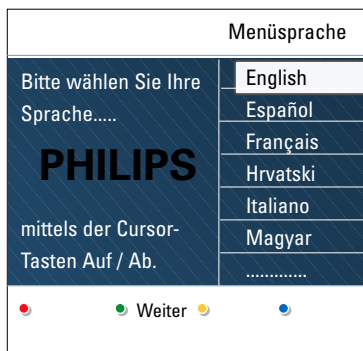 Menüsprache
Bitte wählen Sie Ihre
Sprache.....
PHILIPS
mittels der Cursor-
Tasten Auf / Ab.
English
Español
Français
Hrvatski
Italiano
Magyar
.............
Weiter